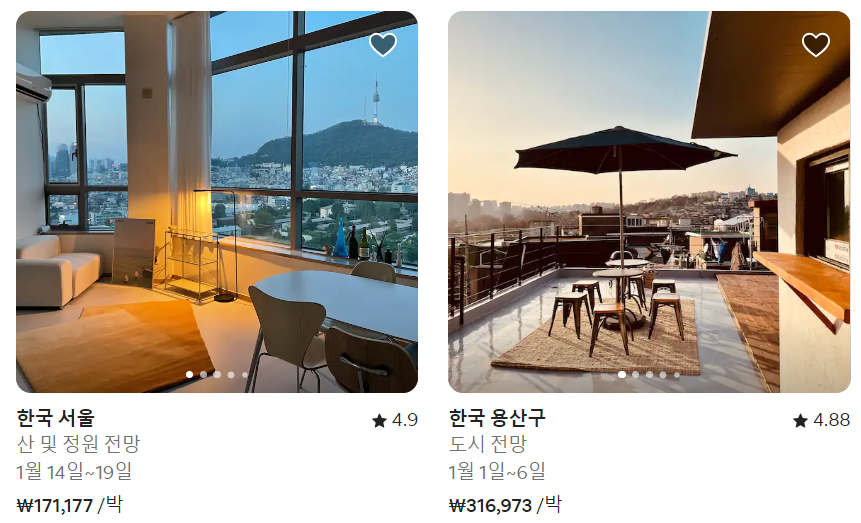 한국 서울
4.9
산 및 정원 전망
1월 14일~19일
₩171,177 /박
한국 용산구
4.88
도시 전망
1월 1일~6일
₩316,973 /박